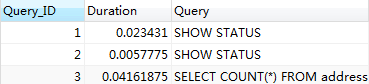 Query_ID Duration Query
1 0.023431 SHOW STATUS
2 0.0057775 SHOW STATUS
3 0.04161875 SELECT COUNT(*) FROM address